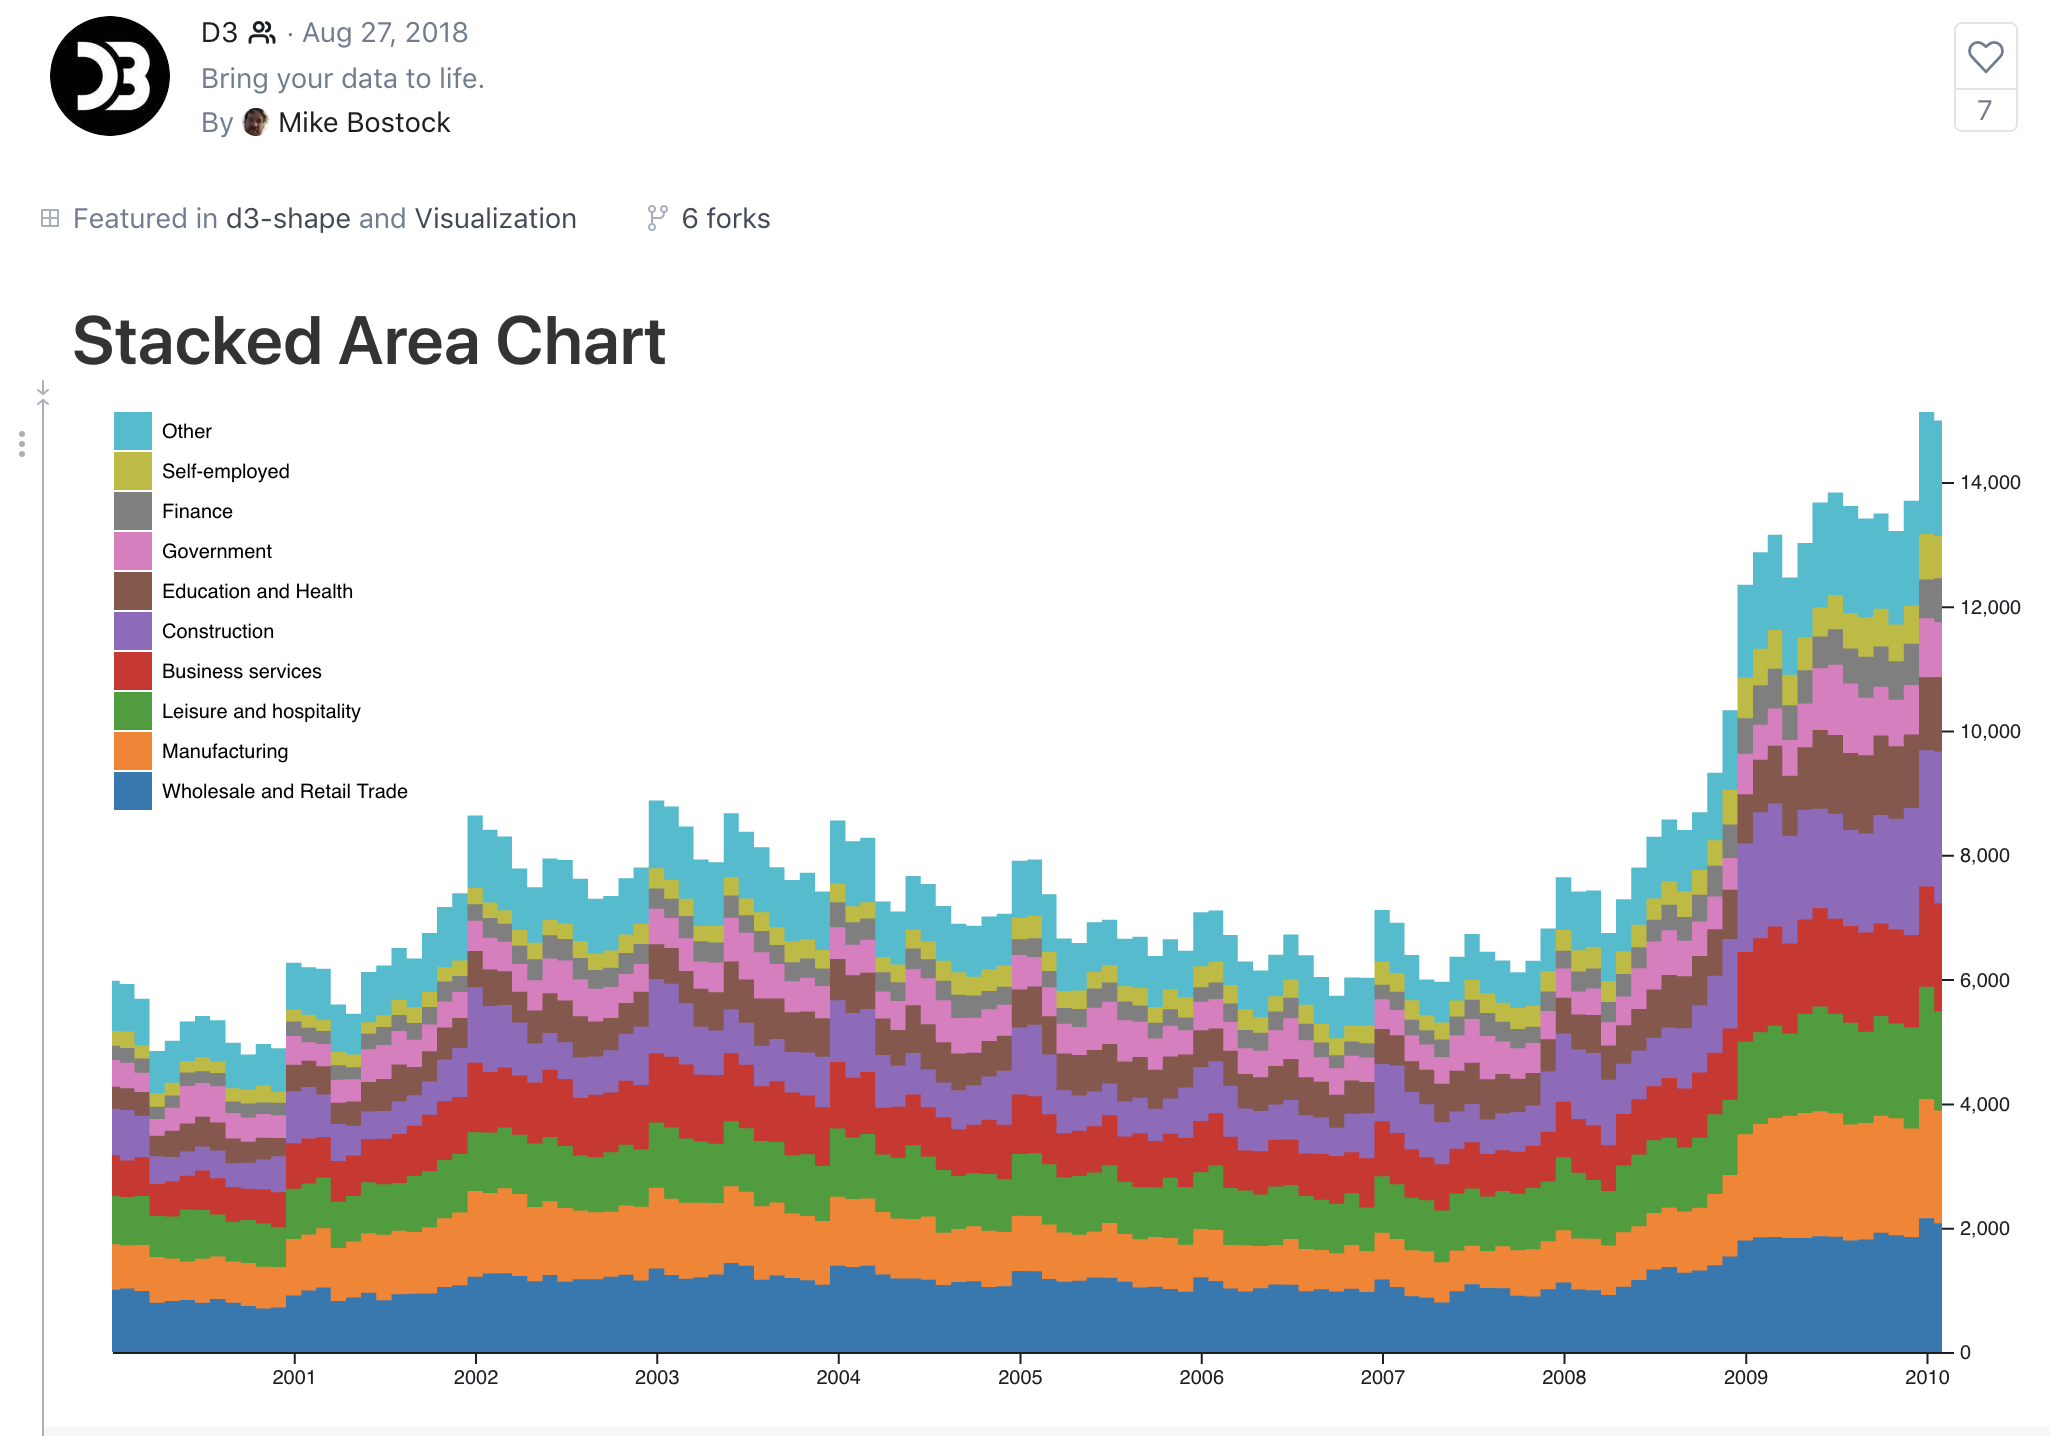 D3 · Aug 27, 2018
Bring your data to life.
By Mike Bostock
7
Featured in d3-shape and Visualization
6 forks
Stacked Area Chart
Other
Self-employed
Finance
Government
Education and Health
Construction
Business services
Leisure and hospitality
Manufacturing
Wholesale and Retail Trade
14,000
12,000
10,000
8,000
6,000
4,000
2,000
0
2001 2002 2003 2004 2005 2006 2007 2008 2009 2010